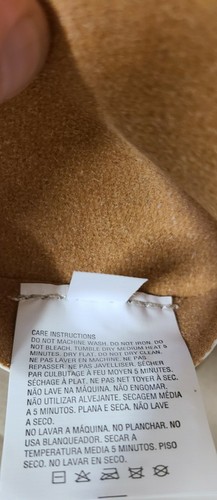 CARE INSTRUCTIONS
DO NOT MACHINE WASH. DO NOT IRON. DO
NOT BLEACH. TUMBLE DRY MEDIUM HEAT 5
MINUTES. DRY FLAT. DO NOT DRY CLEAN.
NE PAS LAVER EN MACHINE. NE PAS
REPASSER. NE PAS JAVELLISER. SÉCHER
PAR CULBUTAGE À FEU MOYEN 5 MINUTES.
SÉCHAGE À PLAT. NE PAS NETTOYER À SEC.
NÃO LAVE NA MÁQUINA. NÃO ENGOMAR.
NÃO UTILIZAR ALVEJANTE. SECAGEM MÉDIA
A 5 MINUTOS. PLANA E SECA. NÃO LAVE
A SECO.
NO LAVAR A MÁQUINA. NO PLANCHAR. NO
USA BLANQUEADOR. SECAR A
TEMPERATURA MEDIA 5 MINUTOS. PISO
SECO. NO LAVAR EN SECO.